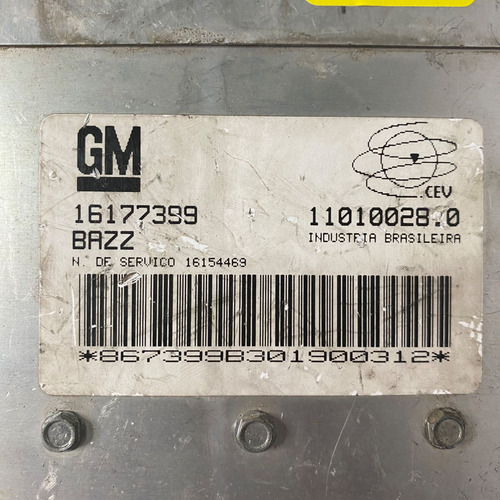 GM
.CEV
16177399
11010028.0
BAZZ
INDUSTRIA BRASILEIRA
N. DE SERVICO 16154469
*867399B301900312*